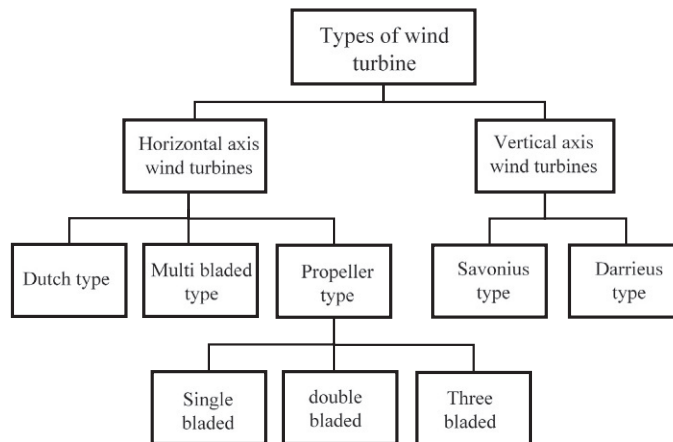 Types of wind
turbine
Horizontal axis
wind turbines
Vertical axis
wind turbines
Dutch type
Multi bladed
type
Propeller
type
Savonius
type
Darrieus
type
Single
bladed
double
bladed
Three
bladed